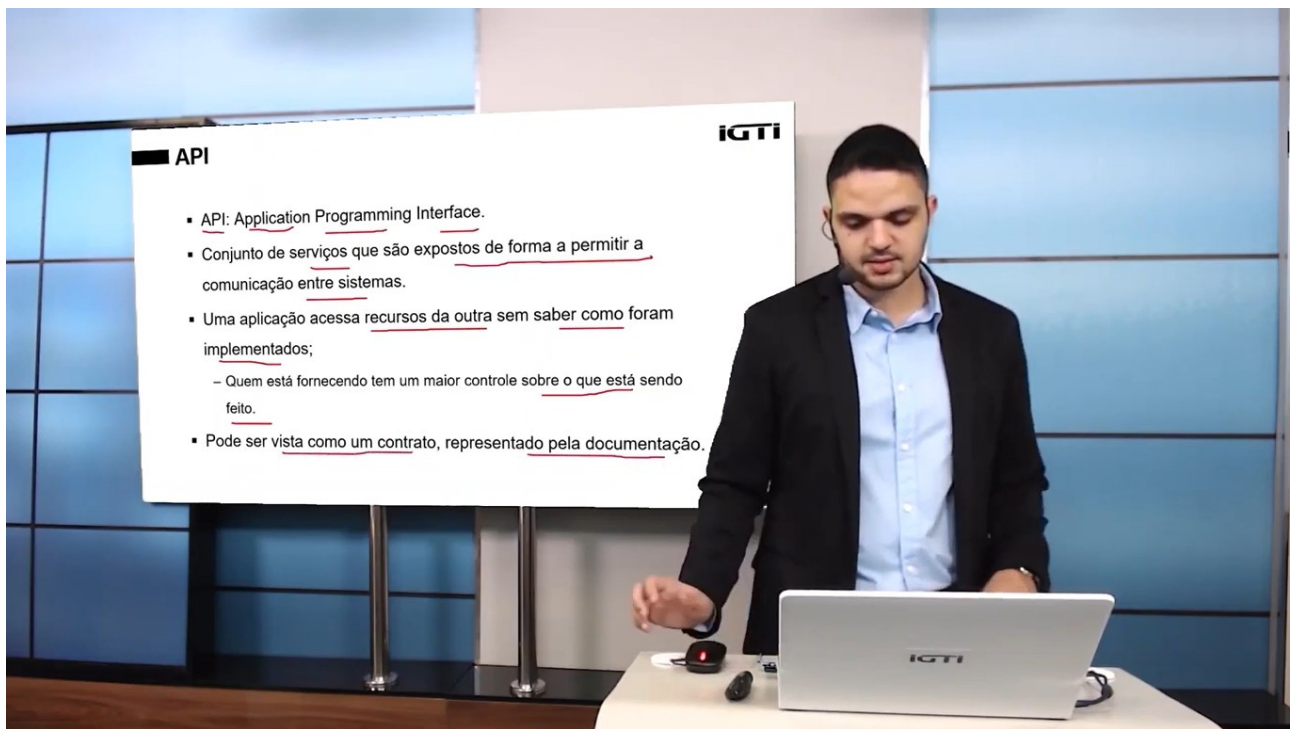 iGTi
API
▪ API: Application Programming Interface.
▪ Conjunto de serviços que são expostos de forma a permitir a
comunicação entre sistemas.
▪ Uma aplicação acessa recursos da outra sem saber como foram
implementados;
– Quem está fornecendo tem um maior controle sobre o que está sendo
feito.
▪ Pode ser vista como um contrato, representado pela documentação.
iGTi